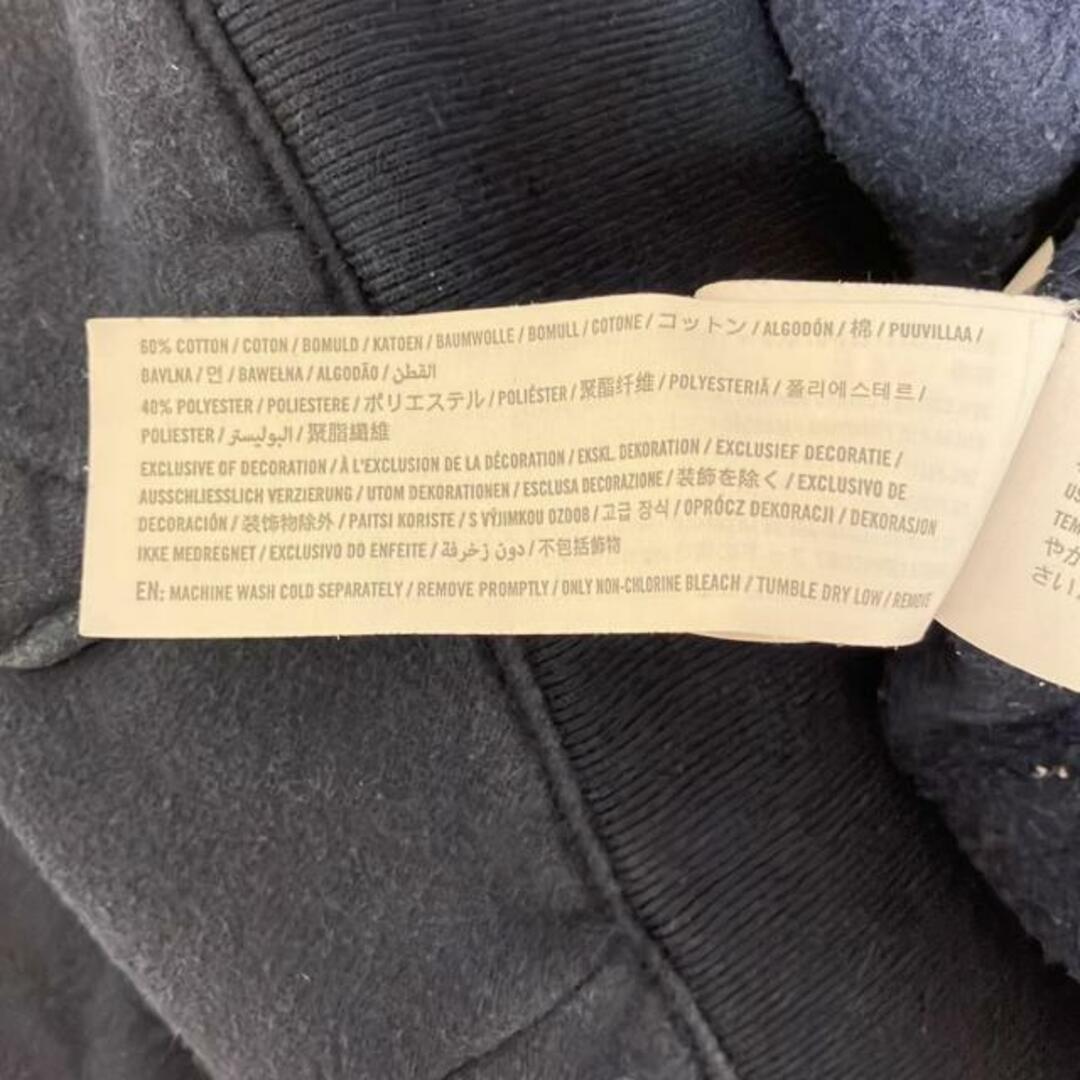 60% COTTON / COTON / BOMULD / KATOEN / BAUMWOLLE / BOMULL / COTONE / コットン / ALGODÓN / 棉 / PUUVILLAA /
BAVLNA / 면 / BAWEŁNA / ALGODÃO / القطن
40% POLYESTER / POLIESTERE / ポリエステル / POLIÉSTER / 聚酯纤维 / POLYESTERIÄ / 폴리에스테르 /
POLIESTER / البوليستر / 聚脂纖維
EXCLUSIVE OF DECORATION / À L'EXCLUSION DE LA DÉCORATION / EKSKL. DEKORATION / EXCLUSIEF DECORATIE /
AUSSCHLIESSLICH VERZIERUNG / UTOM DEKORATIONEN / ESCLUSA DECORAZIONE / 装飾を除く / EXCLUSIVO DE
DECORACIÓN / 装饰物除外 / PAITSI KORISTE / S VÝJIMKOU OZDOB / 고급 장식 / OPRÓCZ DEKORACJI / DEKORASJON
IKKE MEDREGNET / EXCLUSIVO DO ENFEITE / دون زخرفة / 不包括飾物
EN: MACHINE WASH COLD SEPARATELY / REMOVE PROMPTLY / ONLY NON-CHLORINE BLEACH / TUMBLE DRY LOW / REMOVE